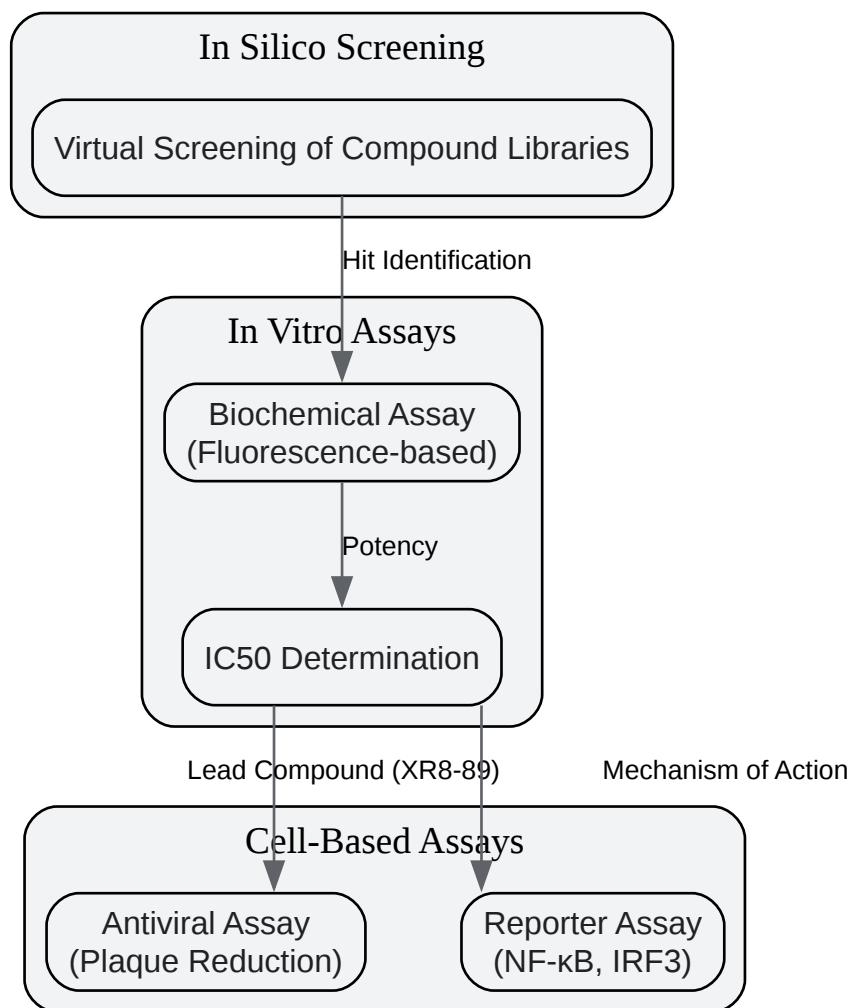 In Silico Screening
Virtual Screening of Compound Libraries
Hit Identification
In Vitro Assays
Biochemical Assay
(Fluorescence-based)
Potency
IC50 Determination
Lead Compound (XR8-89)
Mechanism of Action
Cell-Based Assays
Antiviral Assay
(Plaque Reduction)
Reporter Assay
(NF-κB, IRF3)